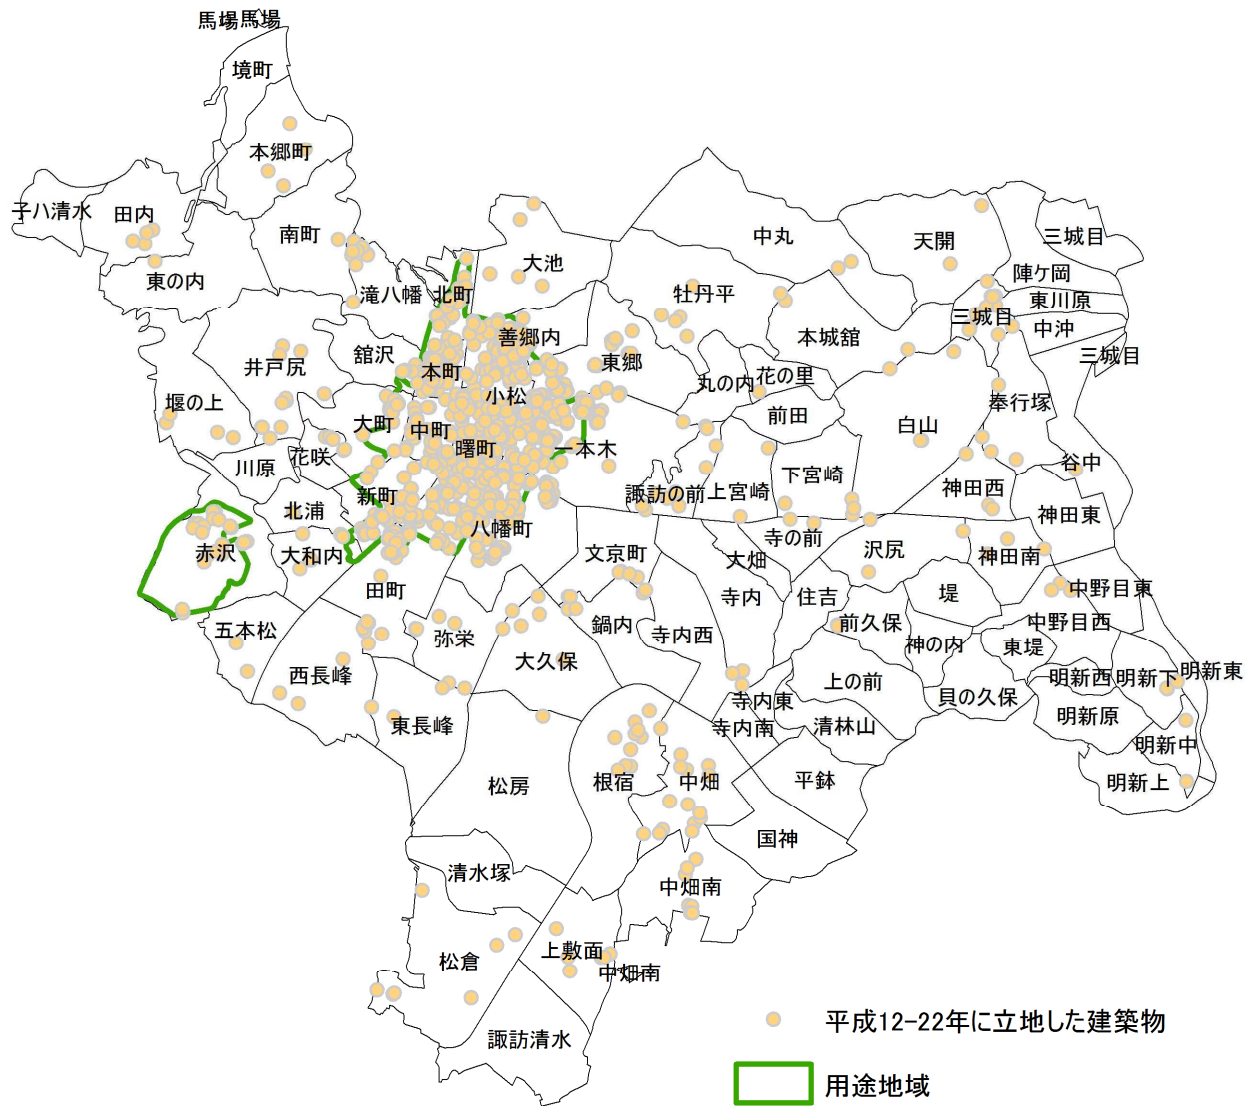 馬場馬場
境町
本郷町
子ハ清水
田内
南町
東の内
滝八幡
北町
大池
中丸
天開
三城目
陣ケ岡
東川原
中沖
三城目
三城目
牡丹平
本城舘
善郷内
東郷
舘沢
井戸尻
本町
小松
丸の内
花の里
前田
奉行塚
白山
堰の上
大町
中町
曙町
一本木
川原
花咲
下宮崎
谷中
新町
諏訪の前
上宮崎
神田西
神田東
北浦
八幡町
寺の前
赤沢
大和内
文京町
大畑
沢尻
神田南
田町
寺内
住吉
堤
中野目東
五本松
弥栄
鍋内
寺内西
前久保
神の内
東堤
中野目西
西長峰
大久保
上の前
明新西
明新下
明新東
寺内東
貝の久保
東長峰
寺内南
清林山
明新原
明新中
松房
根宿
中畑
平鉢
明新上
国神
清水塚
中畑南
松倉
上敷面
中畑南
諏訪清水
平成12-22年に立地した建築物
用途地域